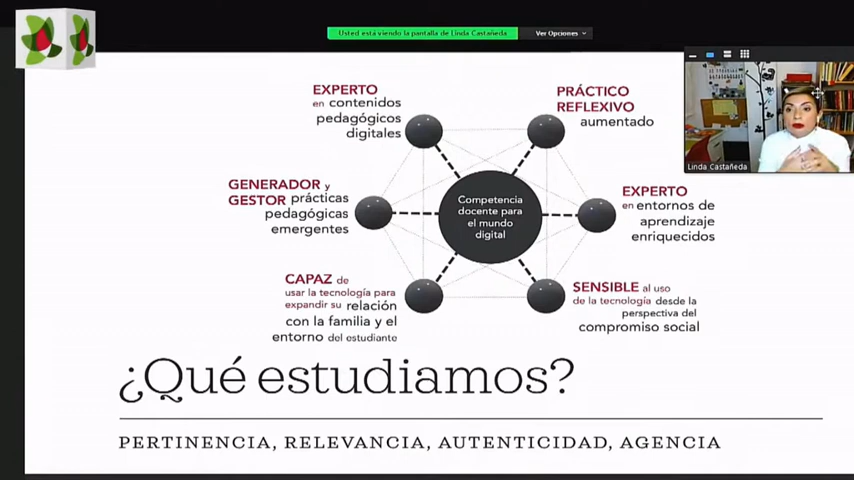 Usted está viendo la pantalla de Linda Castañeda
Ver Opciones
Linda Castañeda
EXPERTO
en contenidos
pedagógicos
digitales
PRÁCTICO
REFLEXIVO
aumentado
GENERADOR y
GESTOR prácticas
pedagógicas
emergentes
Competencia
docente para
el mundo
digital
EXPERTO
en entornos de
aprendizaje
enriquecidos
CAPAZ de
usar la tecnología para
expandir su relación
con la familia y el
entorno del estudiante
SENSIBLE al uso
de la tecnología desde la
perspectiva del
compromiso social
¿Qué estudiamos?
PERTINENCIA, RELEVANCIA, AUTENTICIDAD, AGENCIA